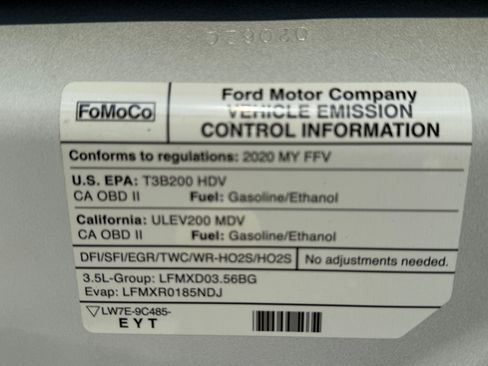 Ford Motor Company
FoMoCo
VEHICLE EMISSION
CONTROL INFORMATION
Conforms to regulations: 2020 MY FFV
U.S. EPA: T3B200 HDV
CA OBD II Fuel: Gasoline/Ethanol
California: ULEV200 MDV
CA OBD II Fuel: Gasoline/Ethanol
DFI/SFI/EGR/TWC/WR-HO2S/HO2S No adjustments needed.
3.5L-Group: LFMXD03.56BG
Evap: LFMXR0185NDJ
LW7E-9C485-
EYT